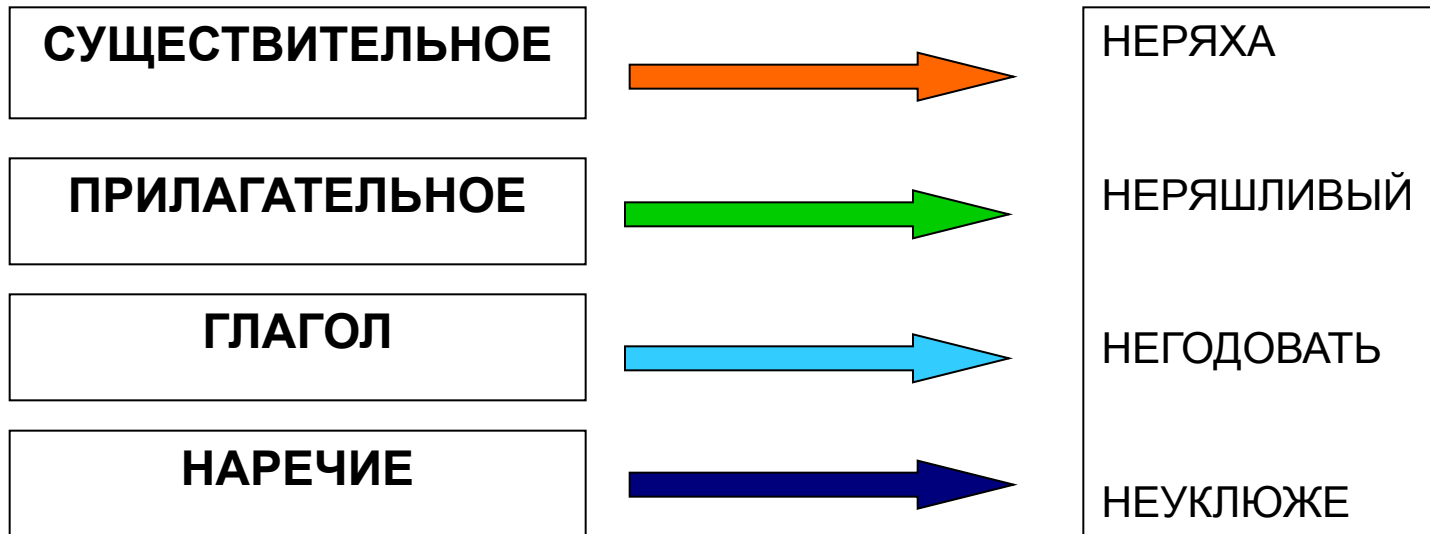 СУЩЕСТВИТЕЛЬНОЕ
НЕРЯХА
ПРИЛАГАТЕЛЬНОЕ
НЕРЯШЛИВЫЙ
ГЛАГОЛ
НЕГОДОВАТЬ
НАРЕЧИЕ
НЕУКЛЮЖЕ